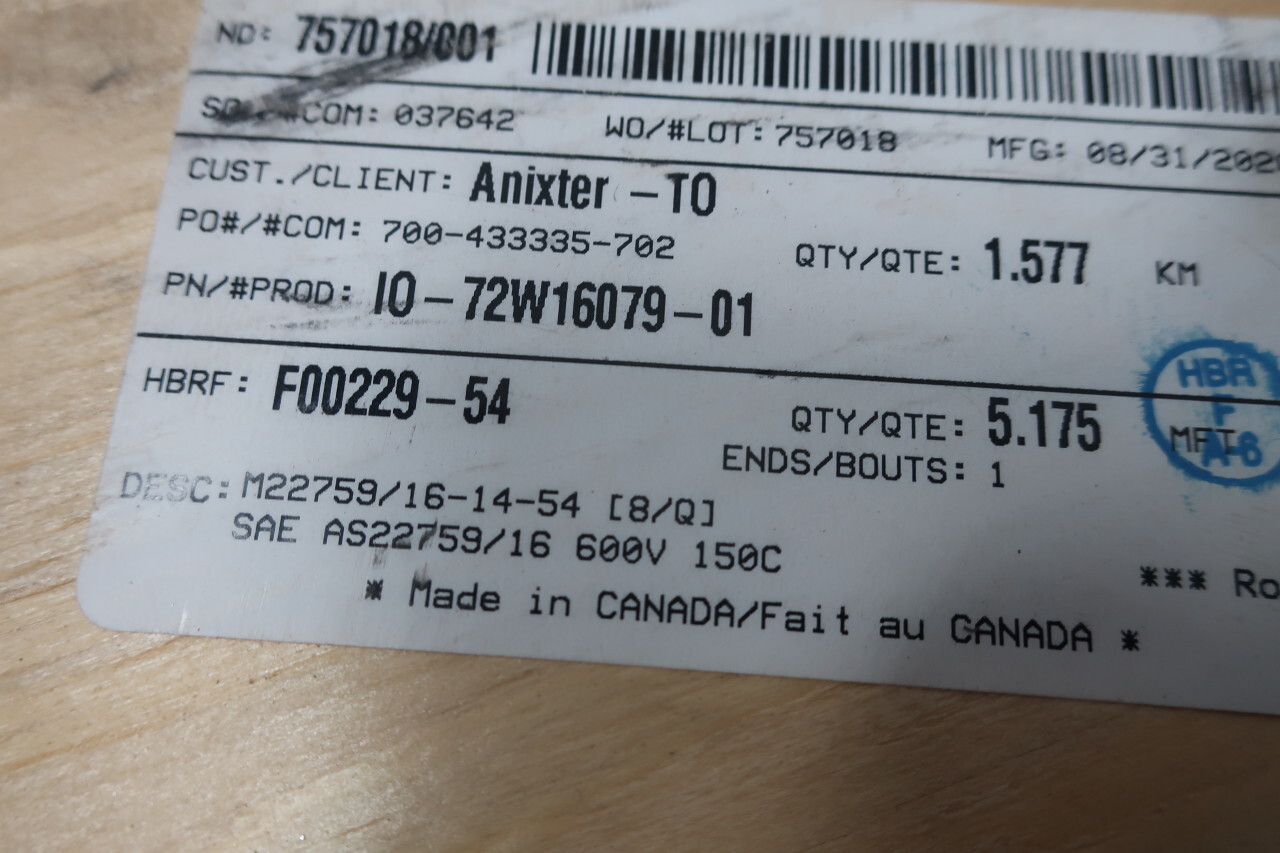 NO: 757018/001
SO. #COM: 037642 WO/#LOT: 757018 MFG: 08/31/202
CUST./CLIENT: Anixter -TO
PO#/#COM: 700-433335-702 QTY/QTE: 1.577 KM
PN/#PROD: IO-72W16079-01
HBRF: F00229-54 QTY/QTE: 5.175 MFT
ENDS/BOUTS: 1
HBR
F
A-6
DESC: M22759/16-14-54 [8/Q]
SAE AS22759/16 600V 150C
*** Ro
* Made in CANADA/Fait au CANADA *